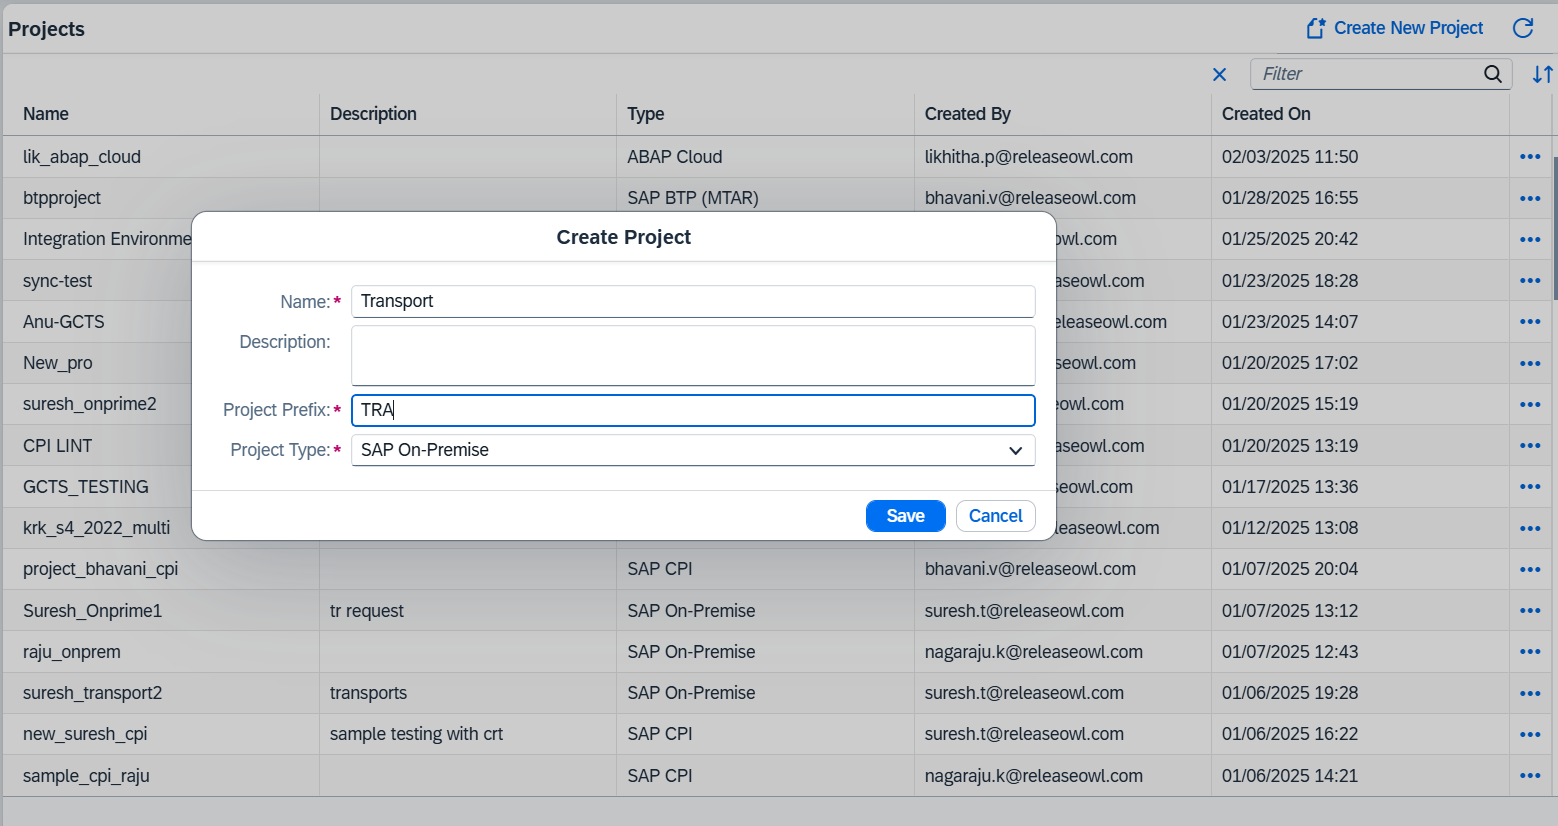 Projects
Create New Project
Filter
Name Description Type Created By Created On
lik_abap_cloud ABAP Cloud likhitha.p@releaseowl.com 02/03/2025 11:50
btpproject SAP BTP (MTAR) bhavani.v@releaseowl.com 01/28/2025 16:55
Integration Environme owl.com 01/25/2025 20:42
sync-test aseowl.com 01/23/2025 18:28
Anu-GCTS eleaseowl.com 01/23/2025 14:07
New_pro seowl.com 01/20/2025 17:02
suresh_onprime2 eowl.com 01/20/2025 15:19
CPI LINT aseowl.com 01/20/2025 13:19
GCTS_TESTING seowl.com 01/17/2025 13:36
krk_s4_2022_multi leaseowl.com 01/12/2025 13:08
Create Project
Name:* Transport
Description:
Project Prefix:* TRA
Project Type:* SAP On-Premise
Save Cancel
project_bhavani_cpi SAP CPI bhavani.v@releaseowl.com 01/07/2025 20:04
Suresh_Onprime1 tr request SAP On-Premise suresh.t@releaseowl.com 01/07/2025 13:12
raju_onprem SAP On-Premise nagaraju.k@releaseowl.com 01/07/2025 12:43
suresh_transport2 transports SAP On-Premise suresh.t@releaseowl.com 01/06/2025 19:28
new_suresh_cpi sample testing with crt SAP CPI suresh.t@releaseowl.com 01/06/2025 16:22
sample_cpi_raju SAP CPI nagaraju.k@releaseowl.com 01/06/2025 14:21